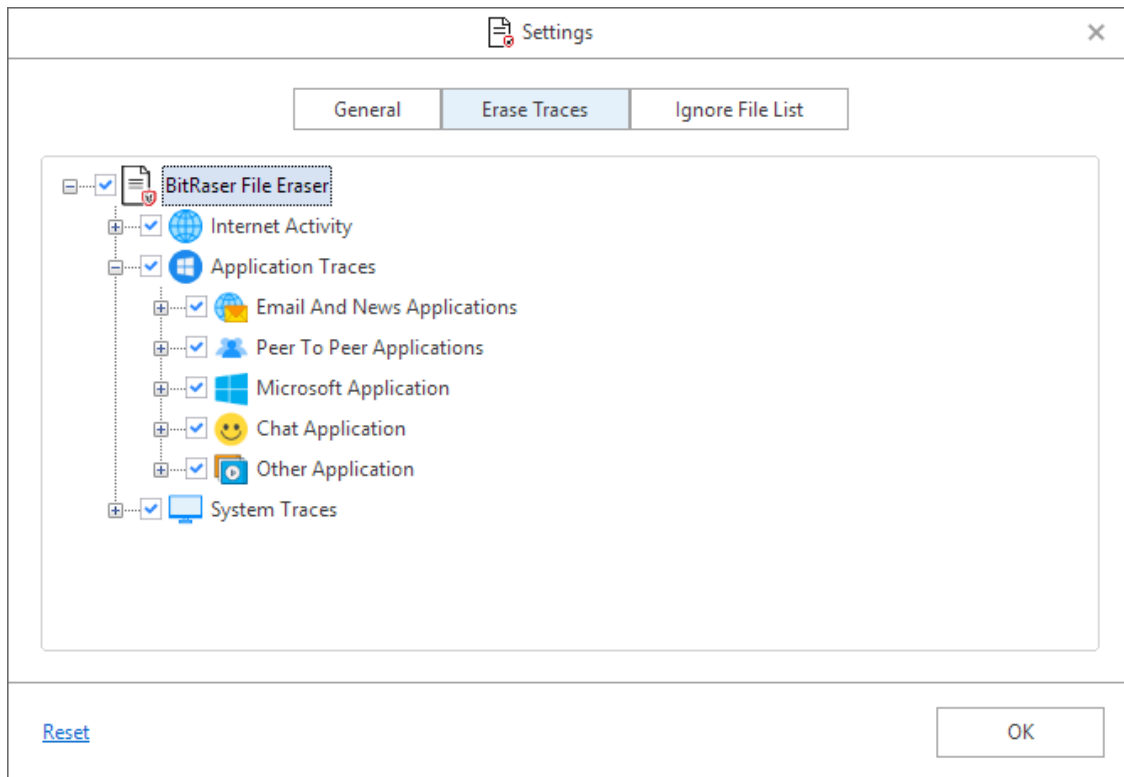 Settings
General Erase Traces Ignore File List
BitRaser File Eraser
Internet Activity
Application Traces
Email And News Applications
Peer To Peer Applications
Microsoft Application
Chat Application
Other Application
System Traces
Reset OK